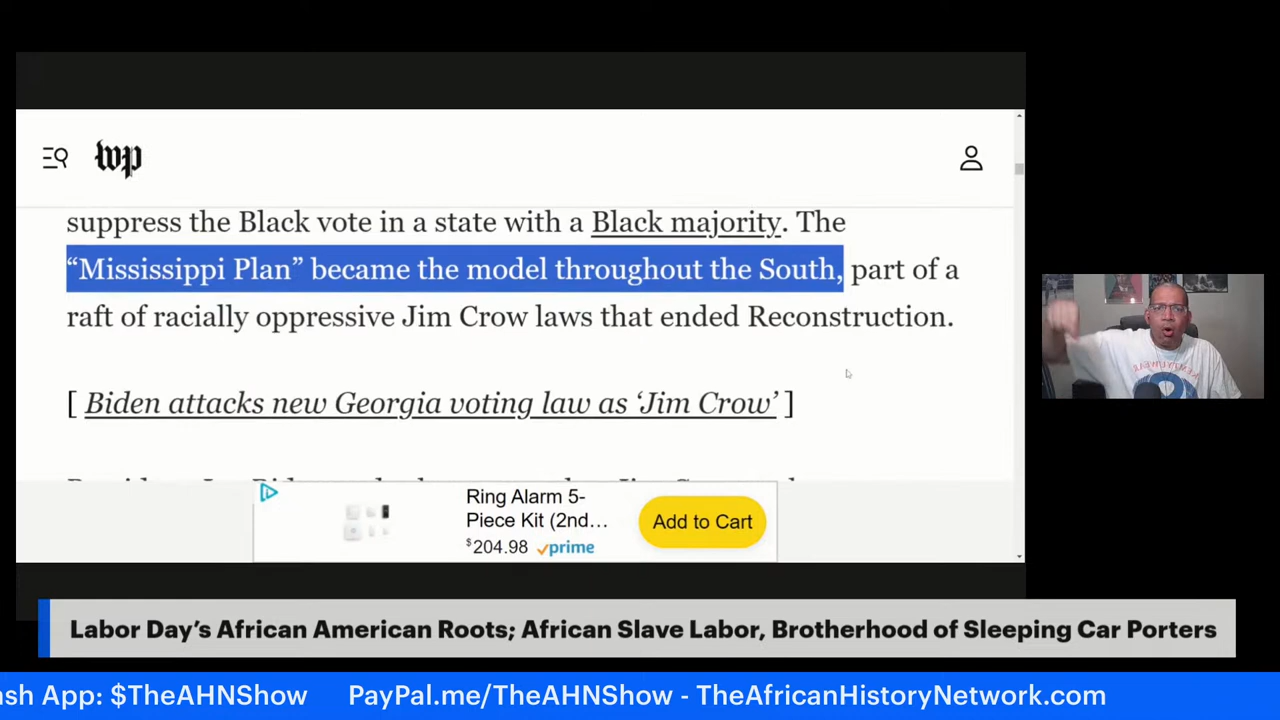 wp
suppress the Black vote in a state with a Black majority. The
“Mississippi Plan” became the model throughout the South, part of a
raft of racially oppressive Jim Crow laws that ended Reconstruction.
[ Biden attacks new Georgia voting law as ‘Jim Crow’ ]
Ring Alarm 5-
Piece Kit (2nd...
$204.98 prime
Add to Cart
Labor Day’s African American Roots; African Slave Labor, Brotherhood of Sleeping Car Porters
ash App: $TheAHNShow PayPal.me/TheAHNShow - TheAfricanHistoryNetwork.com